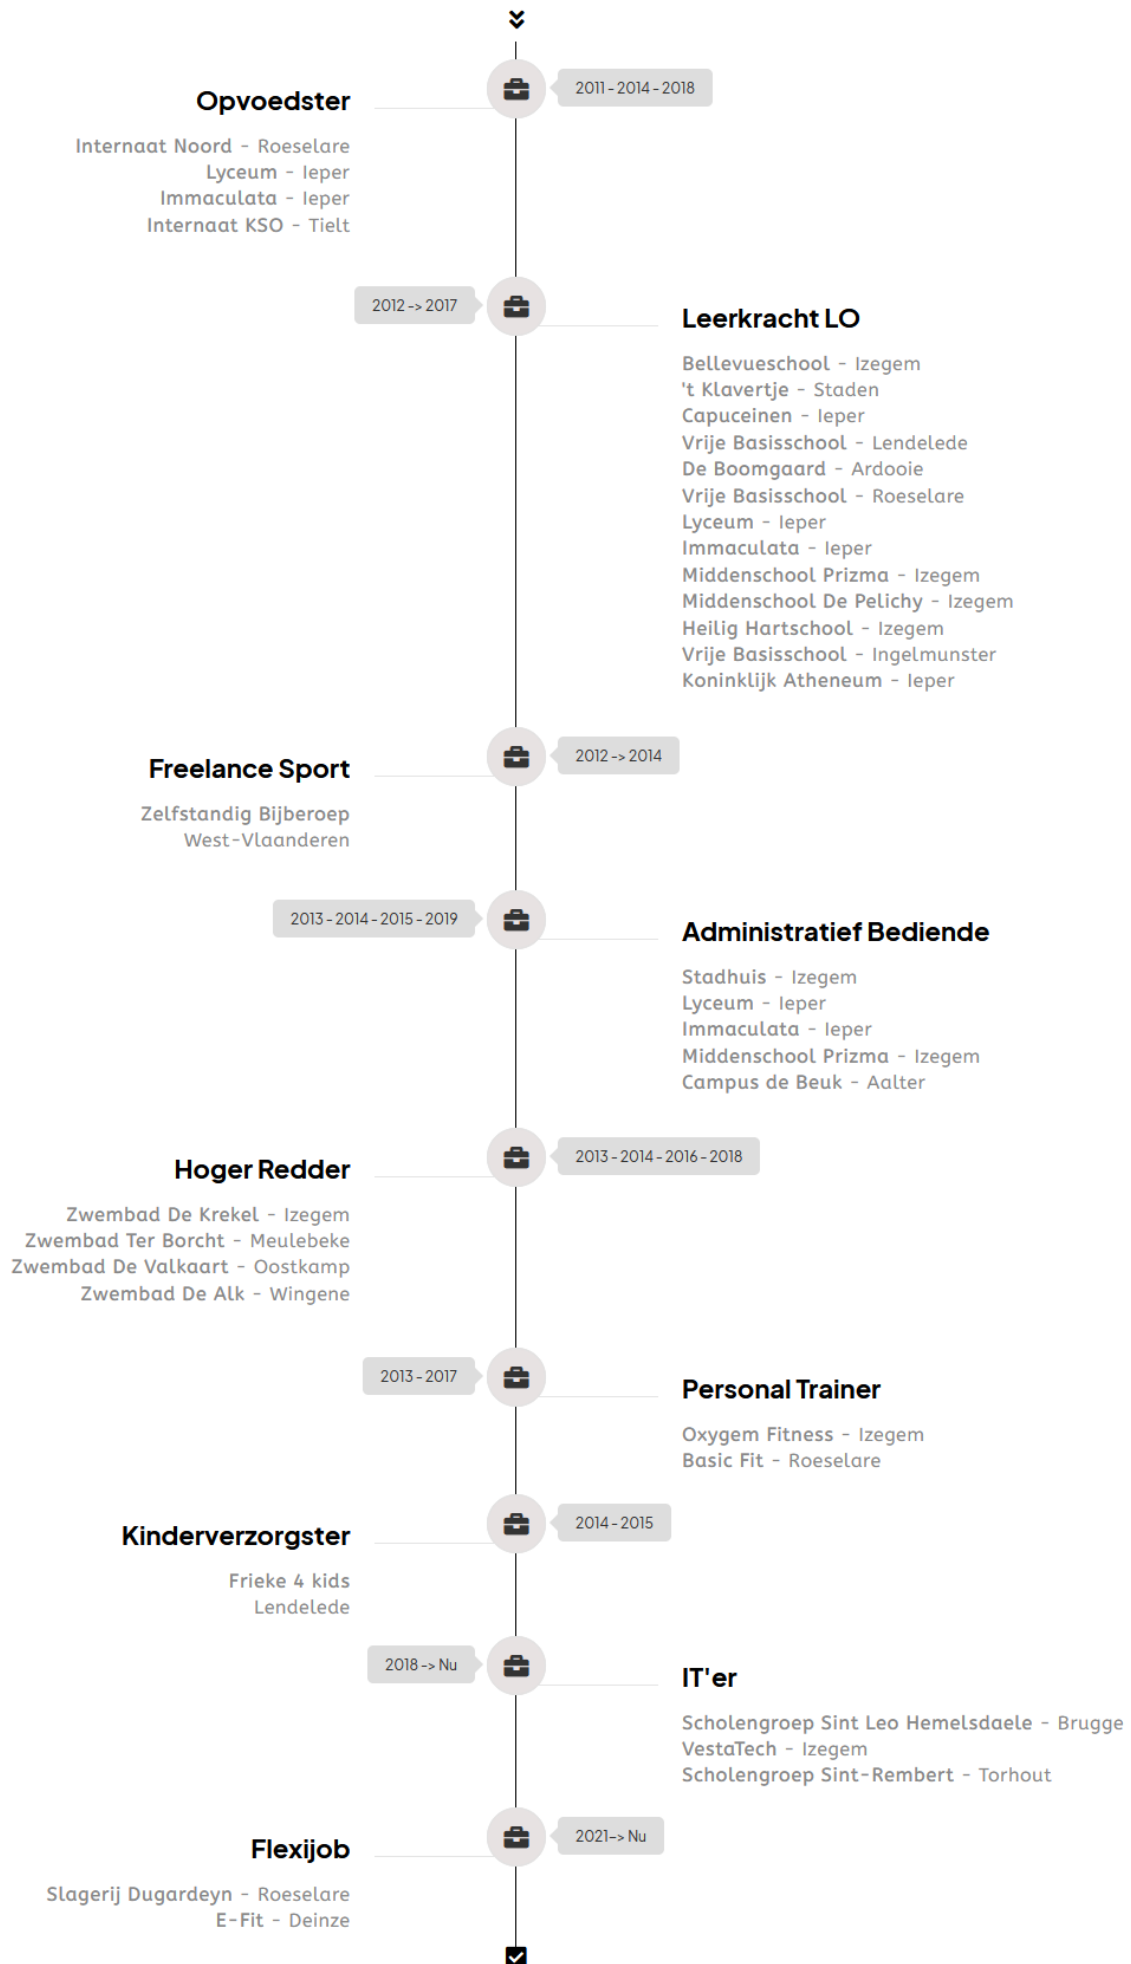 2011 - 2014 - 2018
Opvoedster
Internaat Noord - Roeselare
Lyceum - Ieper
Immaculata - Ieper
Internaat KSO - Tielt
2012 -> 2017
Leerkracht LO
Bellevueschool - Izegem
't Klavertje - Staden
Capuceinen - Ieper
Vrije Basisschool - Lendelede
De Boomgaard - Ardooie
Vrije Basisschool - Roeselare
Lyceum - Ieper
Immaculata - Ieper
Middenschool Prizma - Izegem
Middenschool De Pelichy - Izegem
Heilig Hartschool - Izegem
Vrije Basisschool - Ingelmunster
Koninklijk Atheneum - Ieper
2012 -> 2014
Freelance Sport
Zelfstandig Bijberoep
West-Vlaanderen
2013 - 2014 - 2015 - 2019
Administratief Bediende
Stadhuis - Izegem
Lyceum - Ieper
Immaculata - Ieper
Middenschool Prizma - Izegem
Campus de Beuk - Aalter
2013 - 2014 - 2016 - 2018
Hoger Redder
Zwembad De Krekel - Izegem
Zwembad Ter Borcht - Meulebeke
Zwembad De Valkaart - Oostkamp
Zwembad De Alk - Wingene
2013 - 2017
Personal Trainer
Oxygem Fitness - Izegem
Basic Fit - Roeselare
2014 - 2015
Kinderverzorgster
Frieke 4 kids
Lendelede
2018 -> Nu
IT'er
Scholengroep Sint Leo Hemelsdaele - Brugge
VestaTech - Izegem
Scholengroep Sint-Rembert - Torhout
2021-> Nu
Flexijob
Slagerij Dugardeyn - Roeselare
E-Fit - Deinze